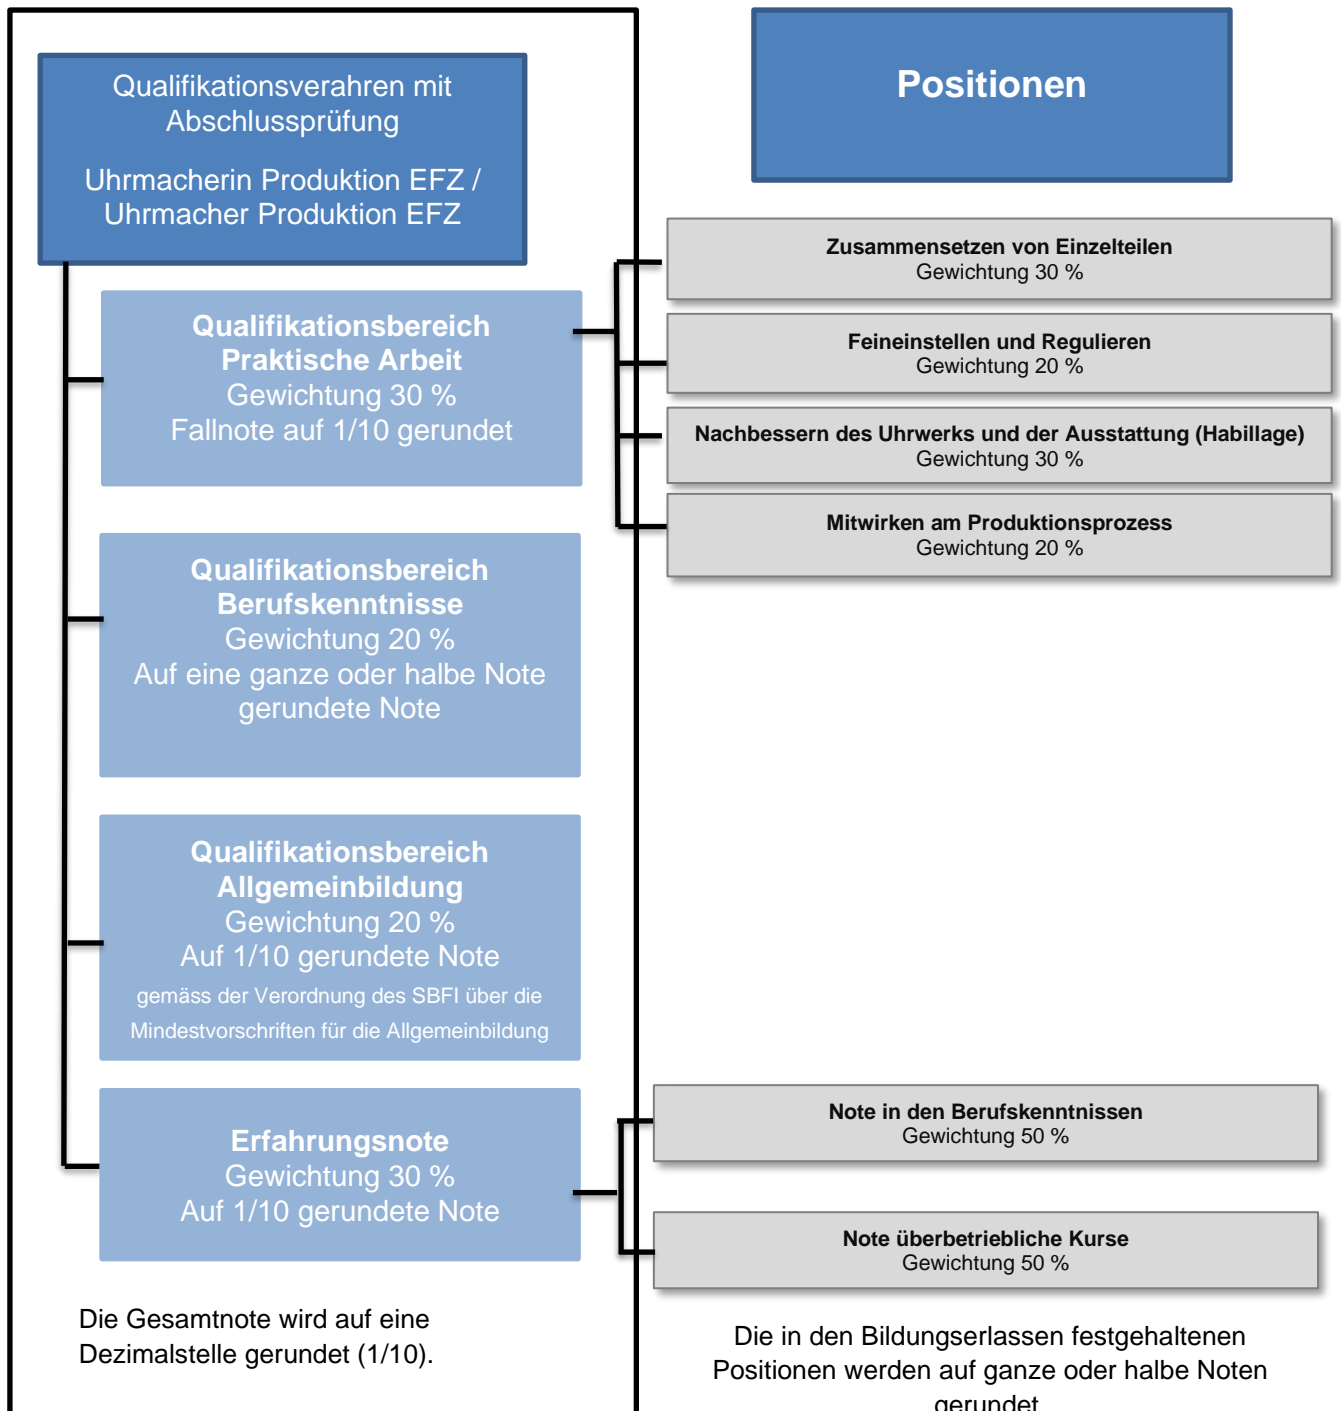 Qualifikationsverahren mit
Abschlussprüfung
Uhrmacherin Produktion EFZ /
Uhrmacher Produktion EFZ
Positionen
Qualifikationsbereich
Praktische Arbeit
Gewichtung 30 %
Fallnote auf 1/10 gerundet
Zusammensetzen von Einzelteilen
Gewichtung 30 %
Feineinstellen und Regulieren
Gewichtung 20 %
Nachbessern des Uhrwerks und der Ausstattung (Habillage)
Gewichtung 30 %
Mitwirken am Produktionsprozess
Gewichtung 20 %
Qualifikationsbereich
Berufskenntnisse
Gewichtung 20 %
Auf eine ganze oder halbe Note
gerundete Note
Qualifikationsbereich
Allgemeinbildung
Gewichtung 20 %
Auf 1/10 gerundete Note
gemäss der Verordnung des SBFI über die
Mindestvorschriften für die Allgemeinbildung
Erfahrungsnote
Gewichtung 30 %
Auf 1/10 gerundete Note
Note in den Berufskenntnissen
Gewichtung 50 %
Note überbetriebliche Kurse
Gewichtung 50 %
Die Gesamtnote wird auf eine
Dezimalstelle gerundet (1/10).
Die in den Bildungserlassen festgehaltenen
Positionen werden auf ganze oder halbe Noten
gerundet